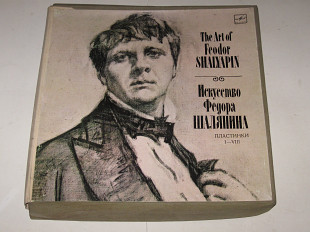 The Art of
Feodor
SHALYAPIN
Искусство
Федора
ШАЛЯПИНА
ПЛАСТИНКИ
I—VIII